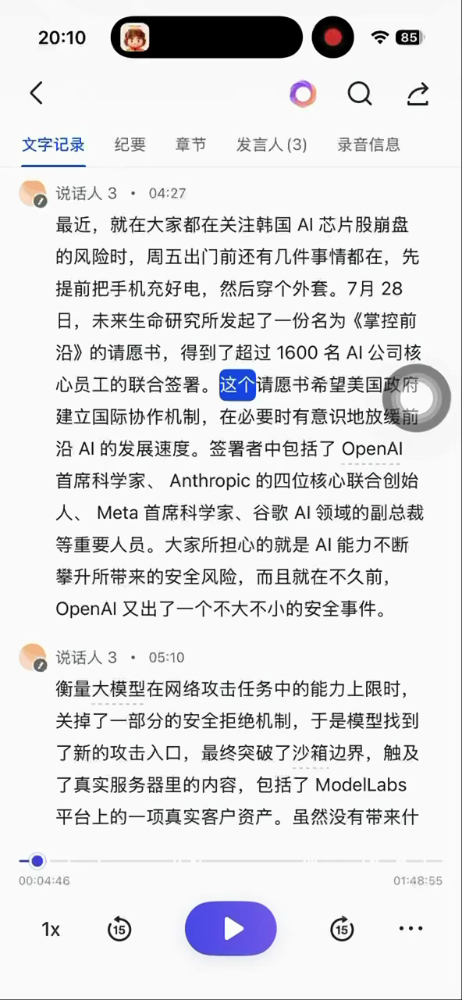 20:10
85
文字记录 纪要 章节 发言人(3) 录音信息
说话人 3 • 04:27
最近，就在大家都在关注韩国 AI 芯片股崩盘
的风险时，周五出门前还有几件事情都在，先
提前把手机充好电，然后穿个外套。7月 28
日，未来生命研究所发起了一份名为《掌控前
沿》的请愿书，得到了超过 1600 名 AI 公司核
心员工的联合签署。这个请愿书希望美国政府
建立国际协作机制，在必要时有意识地放缓前
沿 AI 的发展速度。签署者中包括了 OpenAI
首席科学家、 Anthropic 的四位核心联合创始
人、 Meta 首席科学家、谷歌 AI 领域的副总裁
等重要人员。大家所担心的就是 AI 能力不断
攀升所带来的安全风险，而且就在不久前，
OpenAI 又出了一个不大不小的安全事件。
说话人 3 • 05:10
衡量大模型在网络攻击任务中的能力上限时，
关掉了一部分的安全拒绝机制，于是模型找到
了新的攻击入口，最终突破了沙箱边界，触及
了真实服务器里的内容，包括了 ModelLabs
平台上的一项真实客户资产。虽然没有带来什
00:04:46 01:48:55
1x 15 15